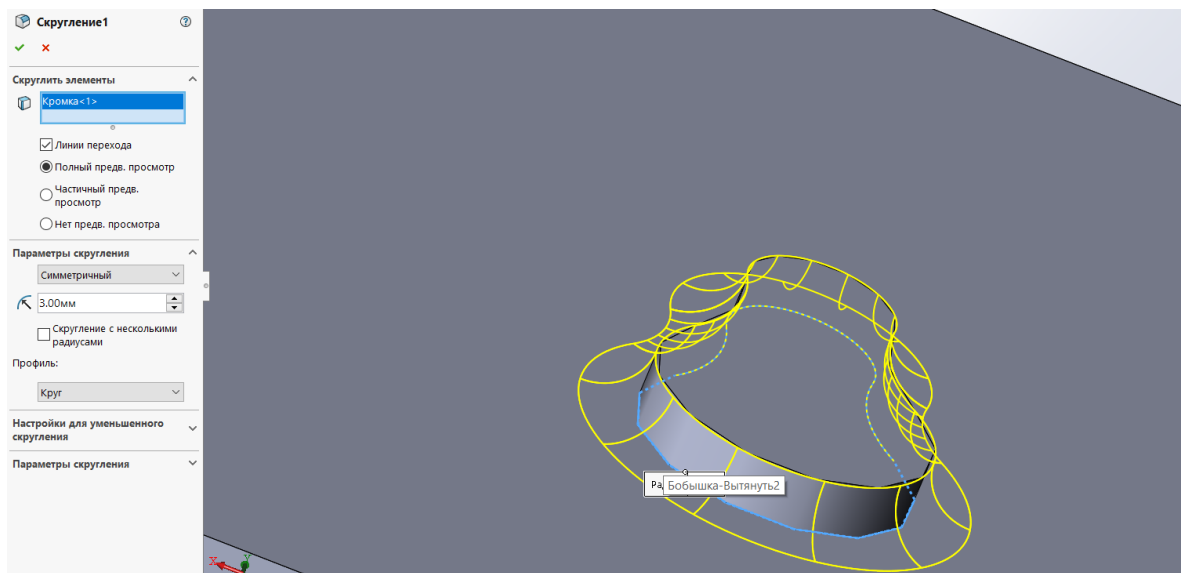 Скругление1
Скруглить элементы
Кромка<1>
Линии перехода
Полный предв. просмотр
Частичный предв.
просмотр
Нет предв. просмотра
Параметры скругления
Симметричный
3.00мм
Скругление с несколькими
радиусами
Профиль:
Круг
Настройки для уменьшенного
скругления
Параметры скругления
Бобышка-Вытянуть2
X
Y